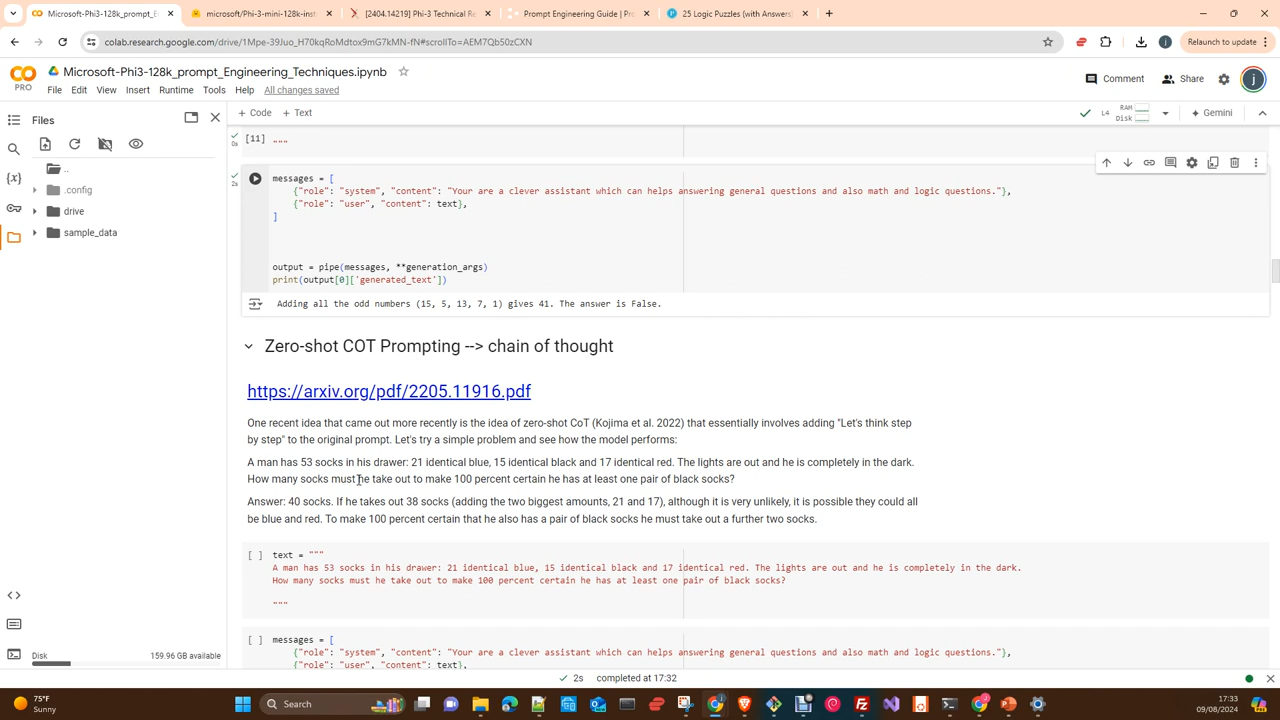 Microsoft-Phi3-128k_prompt_E
microsoft/Phi-3-mini-128k-inst
[2404.14219] Phi-3 Technical Re
Prompt Engineering Guide | Pro
25 Logic Puzzles (with Answers)
colab.research.google.com/drive/1Mpe-39Juo_H70kqRoMdtox9mG7kMN-fN#scrollTo=AEM7Qb50zCXN
Relaunch to update
CO
PRO
Microsoft-Phi3-128k_prompt_Engineering_Techniques.ipynb
File Edit View Insert Runtime Tools Help All changes saved
Comment
Share
j
Files
+ Code + Text
L4
RAM
Disk
Gemini
..
.config
drive
sample_data
[11] """
0s
2s
messages = [
{"role": "system", "content": "Your are a clever assistant which can helps answering general questions and also math and logic questions."},
{"role": "user", "content": text},
]
output = pipe(messages, **generation_args)
print(output[0]['generated_text'])
Adding all the odd numbers (15, 5, 13, 7, 1) gives 41. The answer is False.
Zero-shot COT Prompting --> chain of thought
https://arxiv.org/pdf/2205.11916.pdf
One recent idea that came out more recently is the idea of zero-shot CoT (Kojima et al. 2022) that essentially involves adding "Let's think step
by step" to the original prompt. Let's try a simple problem and see how the model performs:
A man has 53 socks in his drawer: 21 identical blue, 15 identical black and 17 identical red. The lights are out and he is completely in the dark.
How many socks must he take out to make 100 percent certain he has at least one pair of black socks?
Answer: 40 socks. If he takes out 38 socks (adding the two biggest amounts, 21 and 17), although it is very unlikely, it is possible they could all
be blue and red. To make 100 percent certain that he also has a pair of black socks he must take out a further two socks.
[ ] text = """
A man has 53 socks in his drawer: 21 identical blue, 15 identical black and 17 identical red. The lights are out and he is completely in the dark.
How many socks must he take out to make 100 percent certain he has at least one pair of black socks?
"""
[ ] messages = [
{"role": "system", "content": "Your are a clever assistant which can helps answering general questions and also math and logic questions."},
{"role": "user", "content": text},
Disk 159.96 GB available
2s completed at 17:32
75°F
Sunny
Search
17:33
09/08/2024